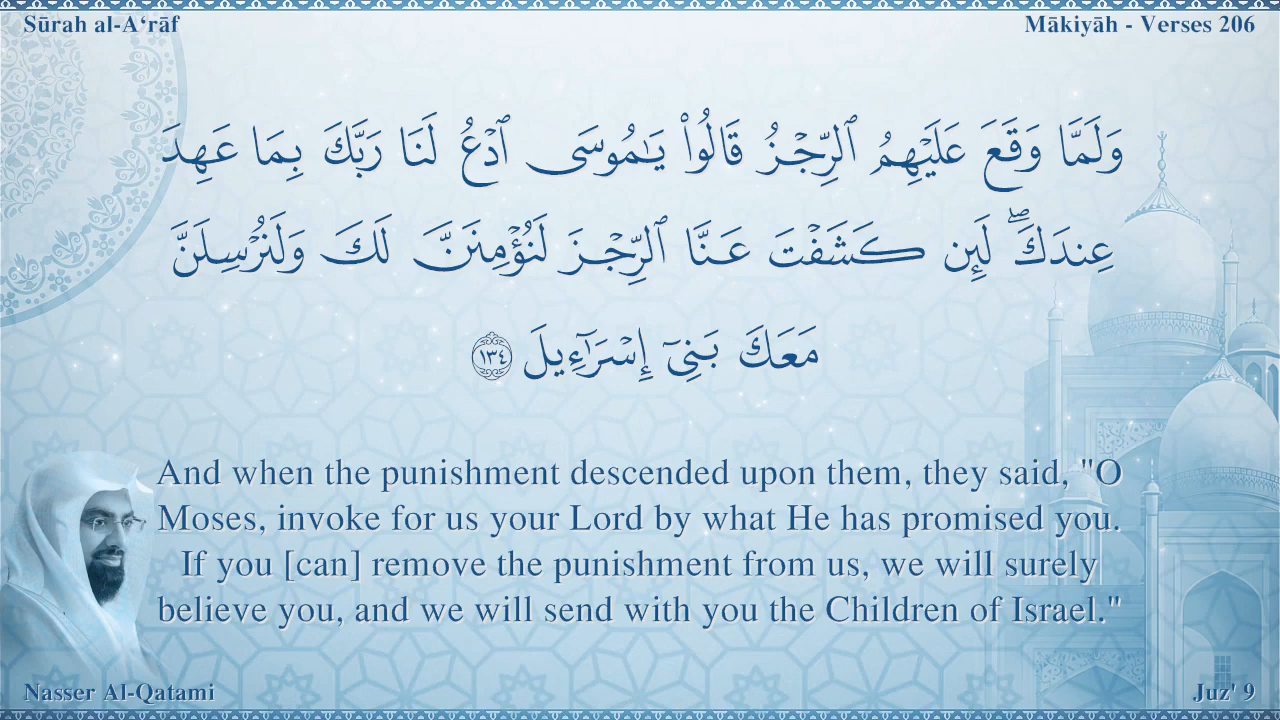 Sūrah al-A‘rāf
Mākiyāh - Verses 206
وَلَمَّا وَقَعَ عَلَيْهِمُ ٱلرِّجْزُ قَالُوا۟ يَـٰمُوسَى ٱدْعُ لَنَا رَبَّكَ بِمَا عَهِدَ
عِندَكَ ۖ لَئِن كَشَفْتَ عَنَّا ٱلرِّجْزَ لَنُؤْمِنَنَّ لَكَ وَلَنُرْسِلَنَّ
مَعَكَ بَنِىٓ إِسْرَٰٓءِيلَ ١٣٤
And when the punishment descended upon them, they said, "O
Moses, invoke for us your Lord by what He has promised you.
If you [can] remove the punishment from us, we will surely
believe you, and we will send with you the Children of Israel."
Nasser Al-Qatami
Juz' 9